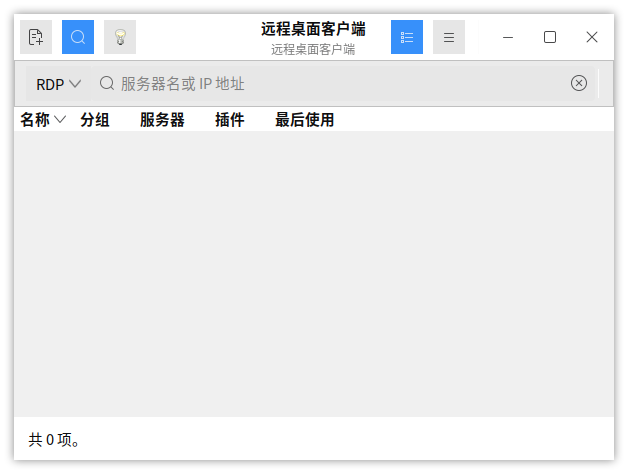 远程桌面客户端
远程桌面客户端
RDP 服务器名或 IP 地址
名称 分组 服务器 插件 最后使用
共 0 项。